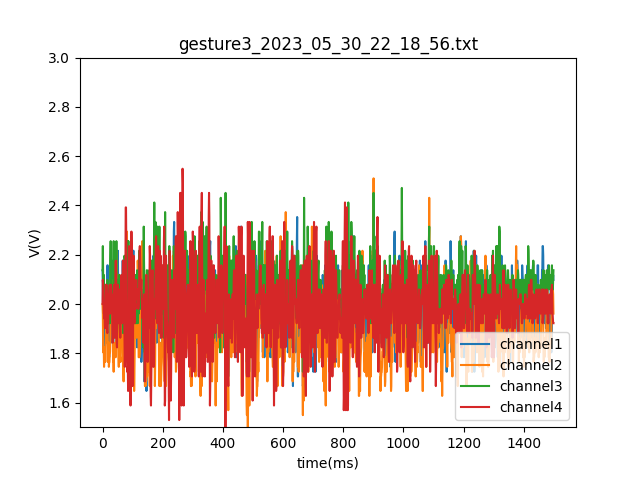 gesture3_2023_05_30_22_18_56.txt
3.0
2.8
2.6
2.4
2.2
2.0
1.8
1.6
V(V)
channel1
channel2
channel3
channel4
0 200 400 600 800 1000 1200 1400
time(ms)